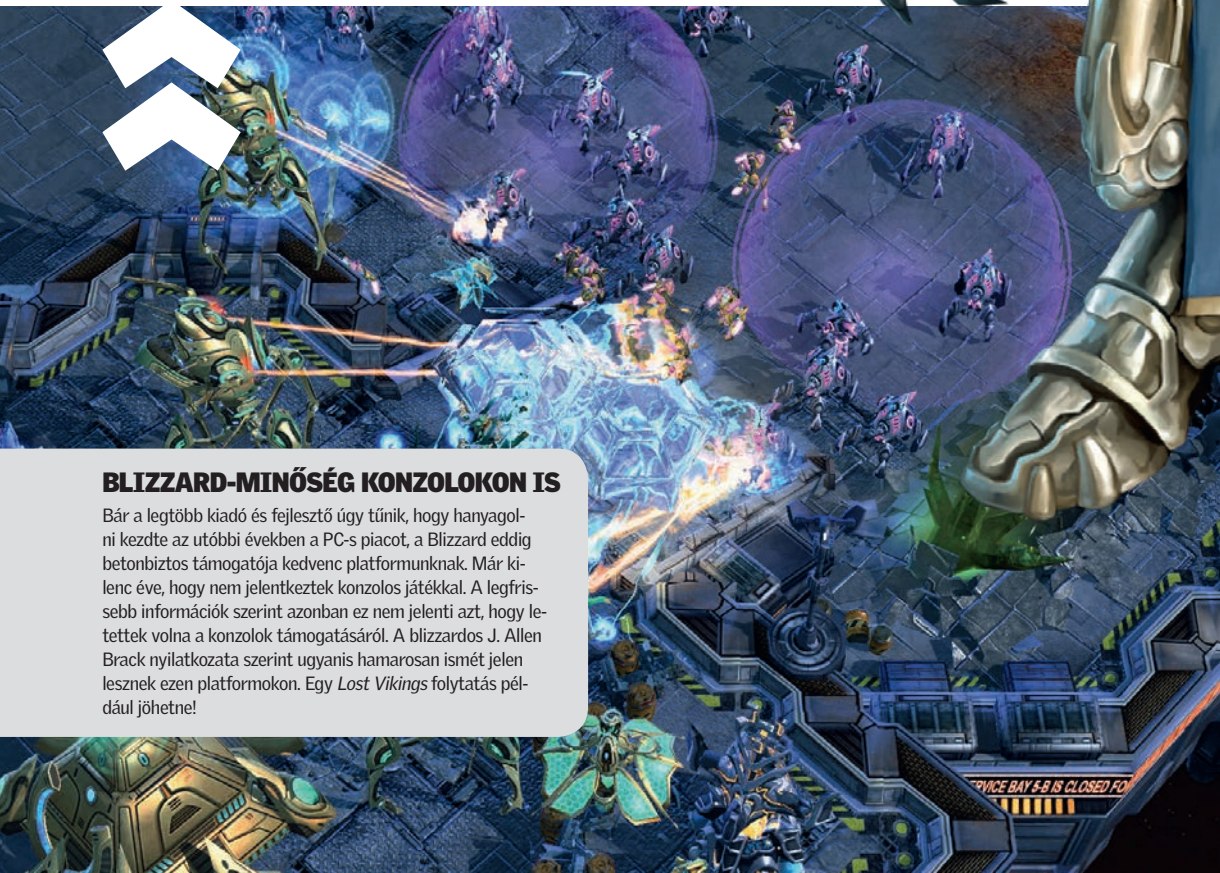 BLIZZARD-MINŐSÉG KONZOLOKON IS
Bár a legtöbb kiadó és fejlesztő úgy tűnik, hogy hanyagol-
ni kezdte az utóbbi években a PC-s piacot, a Blizzard eddig
betonbiztos támogatója kedvenc platformunknak. Már ki-
lenc éve, hogy nem jelentkeztek konzolos játékkal. A legfris-
sebb információk szerint azonban ez nem jelenti azt, hogy le-
tettek volna a konzolok támogatásáról. A blizzardos J. Allen
Brack nyilatkozata szerint ugyanis hamarosan ismét jelen
lesznek ezen platformokon. Egy Lost Vikings folytatás pél-
dául jöhetne!
RVICE BAY 5-B IS CLOSED FO